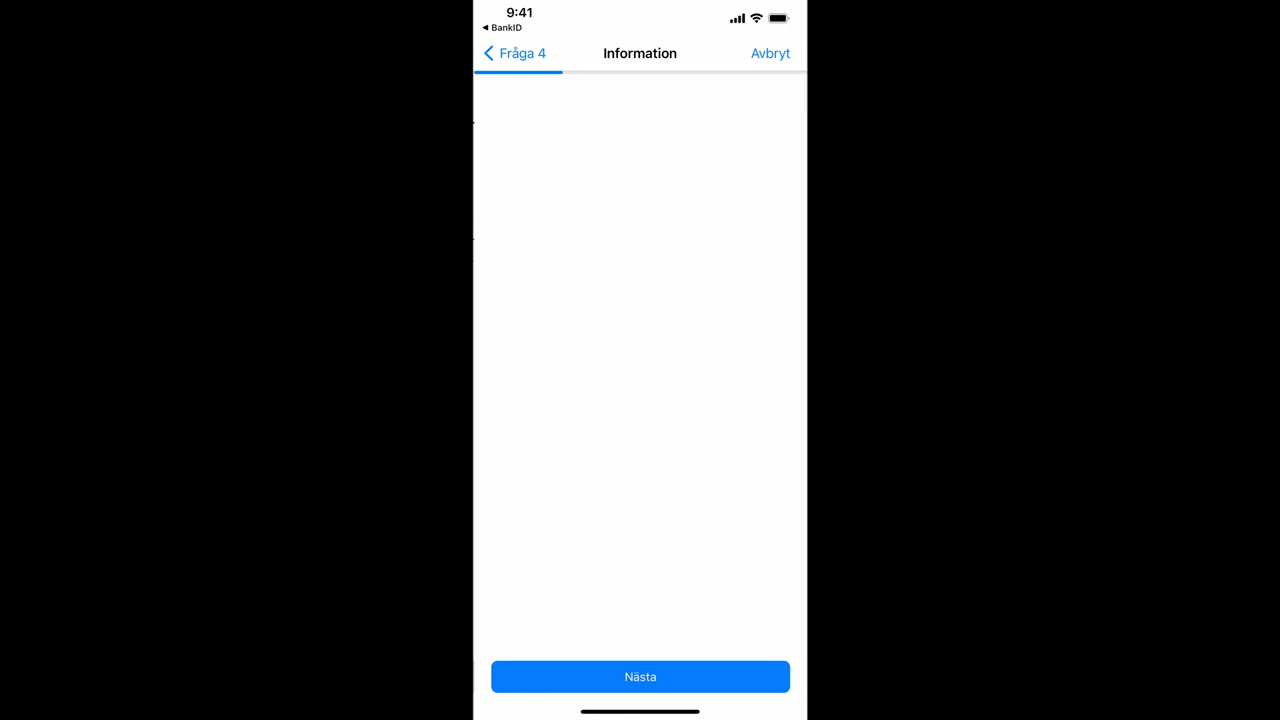 9:41
◀ BankID
Fråga 4
Information
Avbryt
Nästa